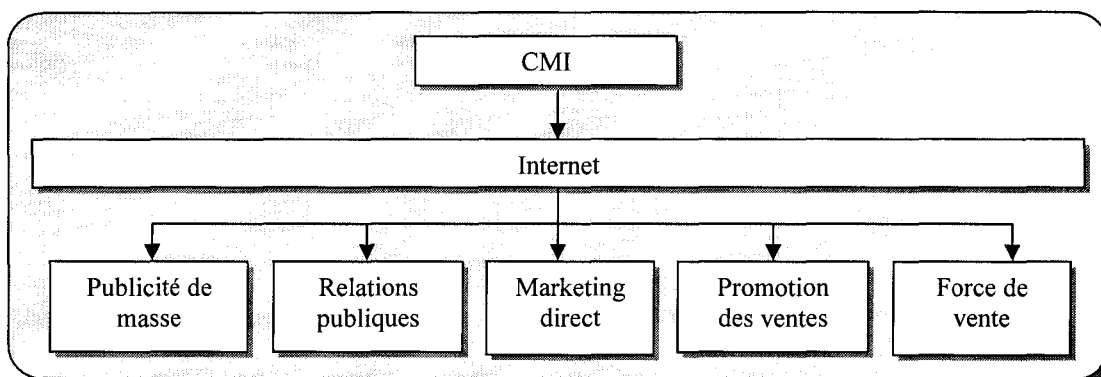 CMI
Internet
Publicité de
masse
Relations
publiques
Marketing
direct
Promotion
des ventes
Force de
vente